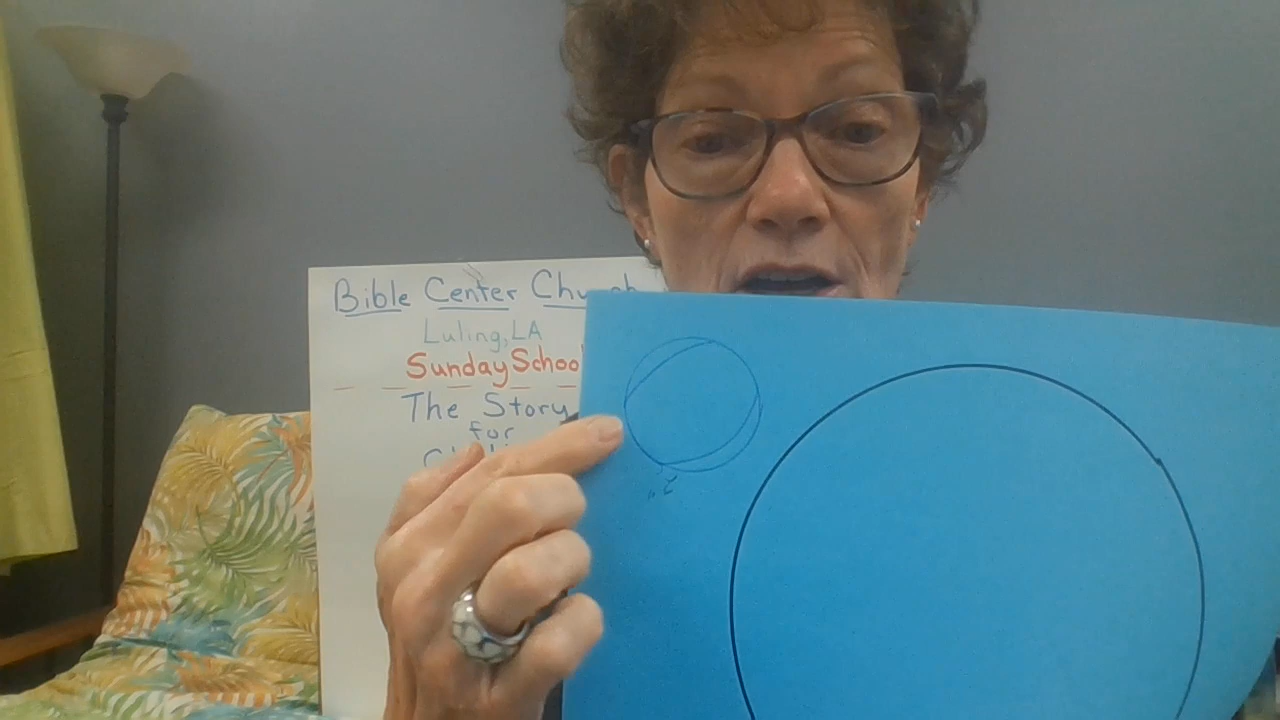 Bible Center Church
Luling, LA
Sunday School
The Story
for